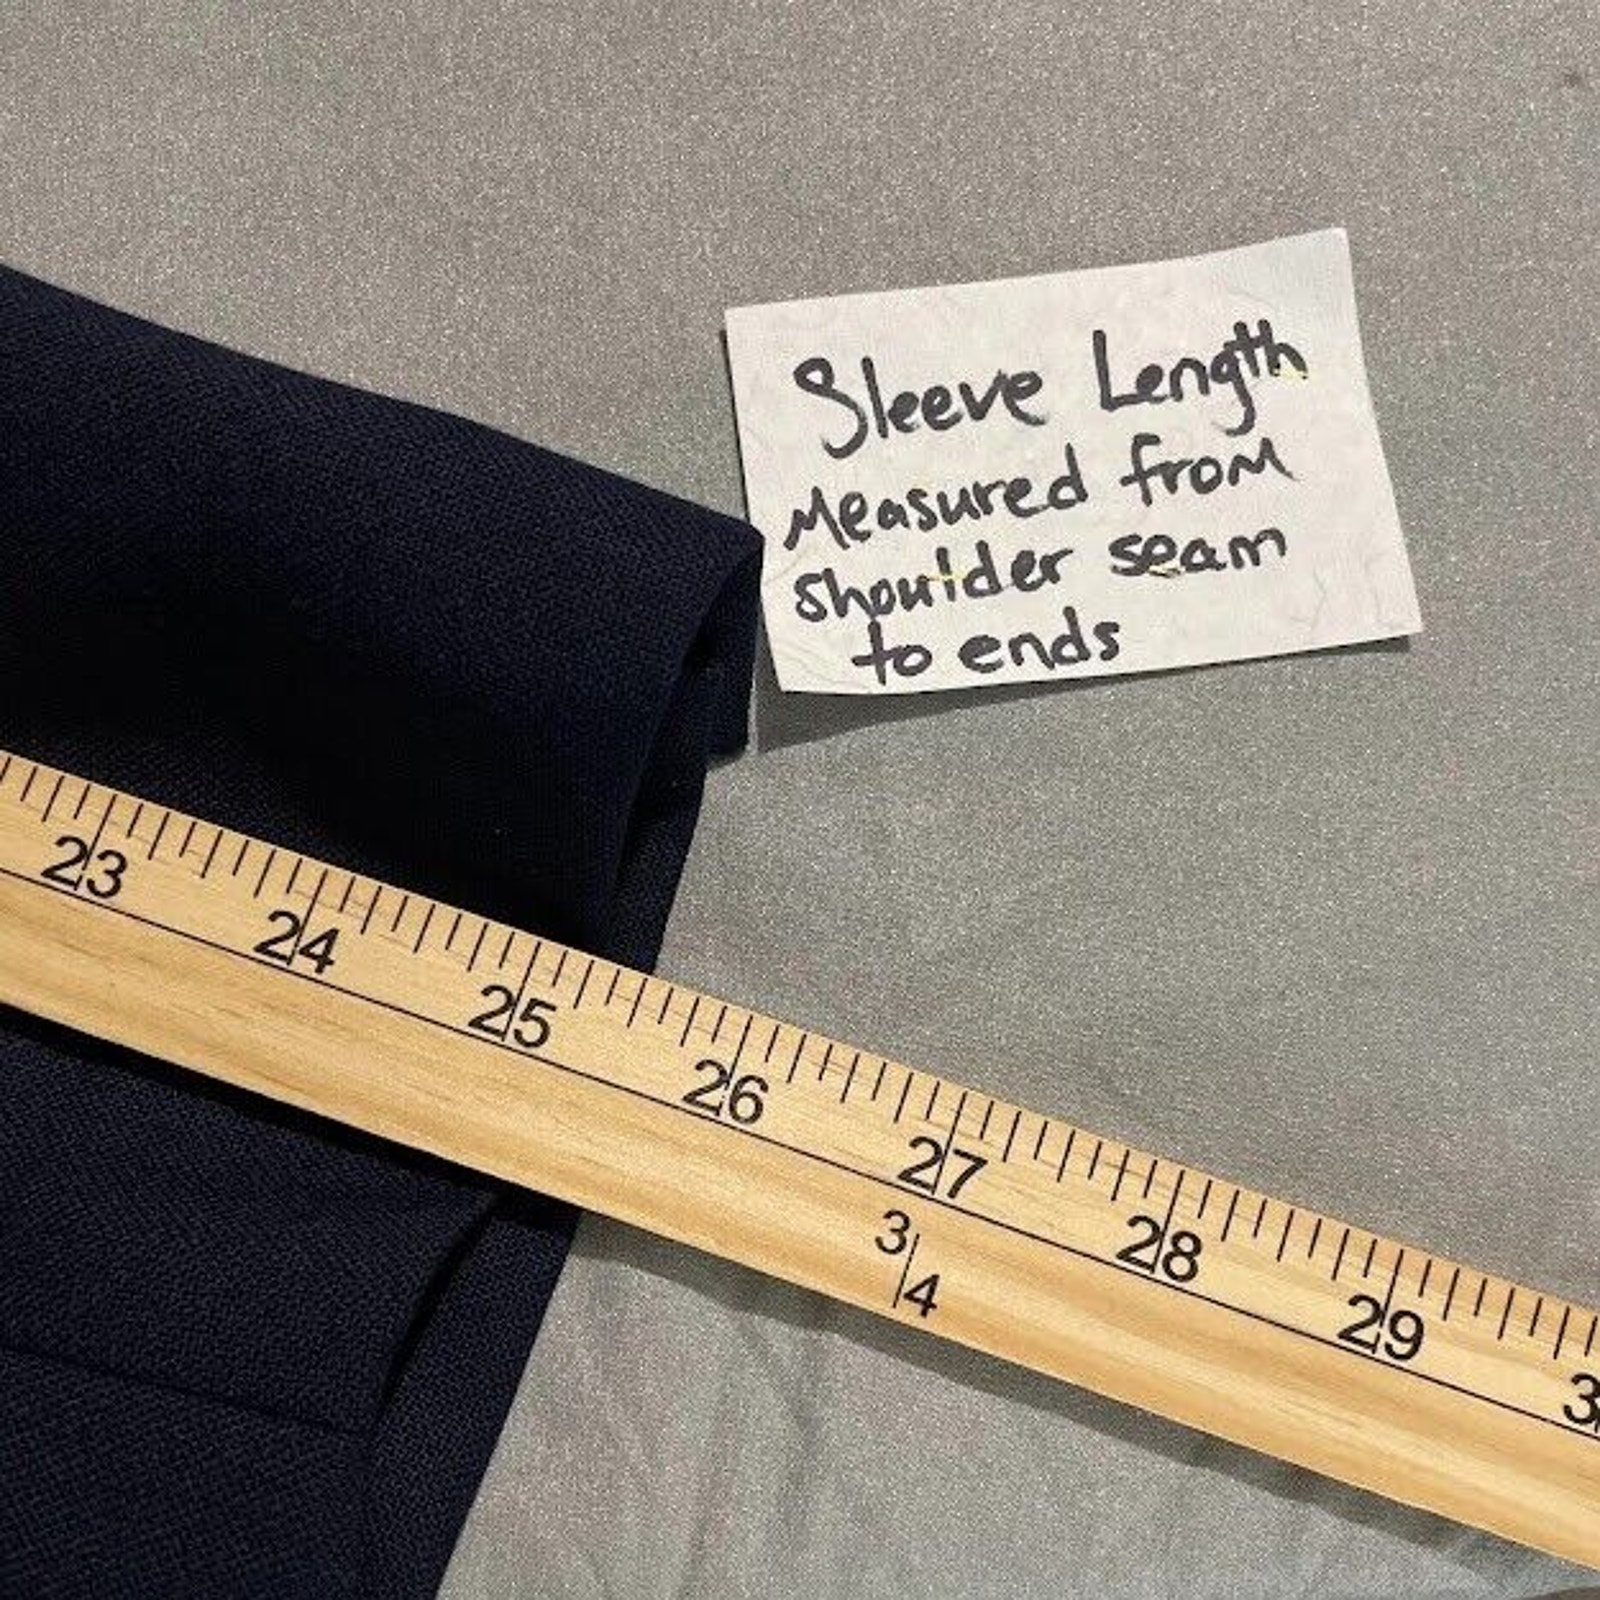 Sleeve Length
Measured from
shoulder seam
to ends
23 24 25 26 27 28 29
3/4